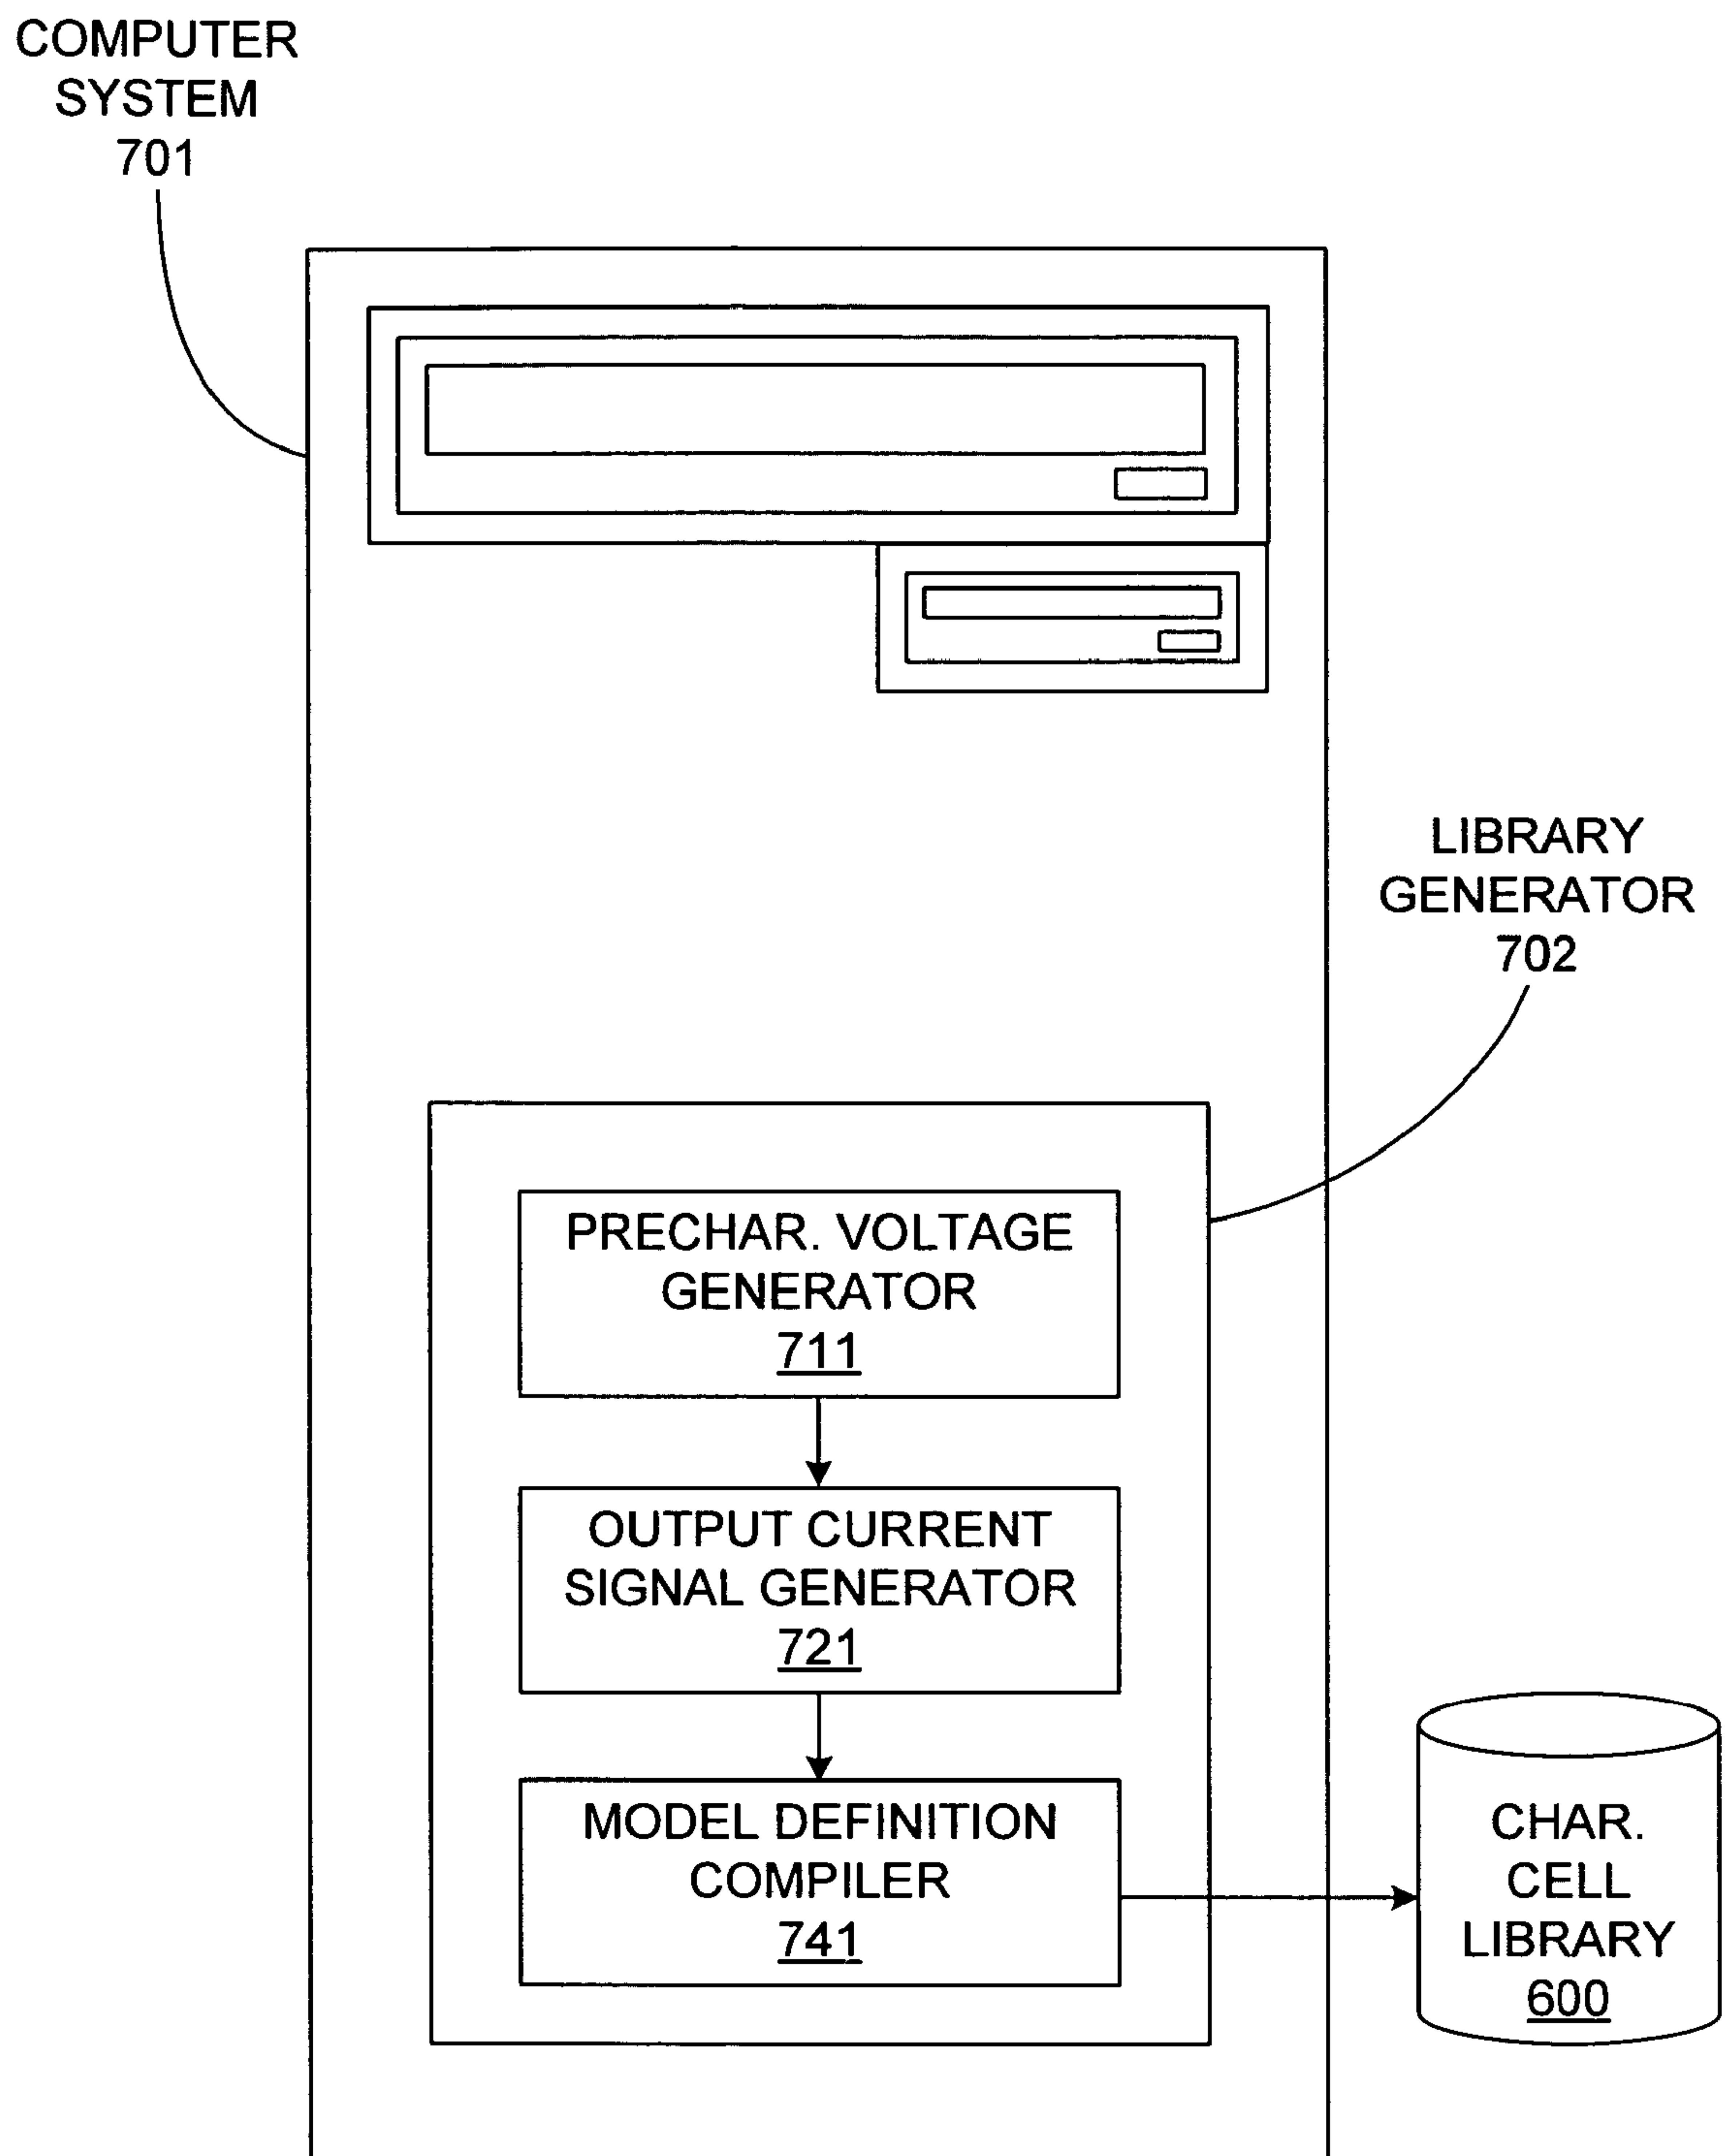 COMPUTER
SYSTEM
701
LIBRARY
GENERATOR
702
PRECHAR. VOLTAGE
GENERATOR
711
OUTPUT CURRENT
SIGNAL GENERATOR
721
MODEL DEFINITION
COMPILER
741
CHAR.
CELL
LIBRARY
600